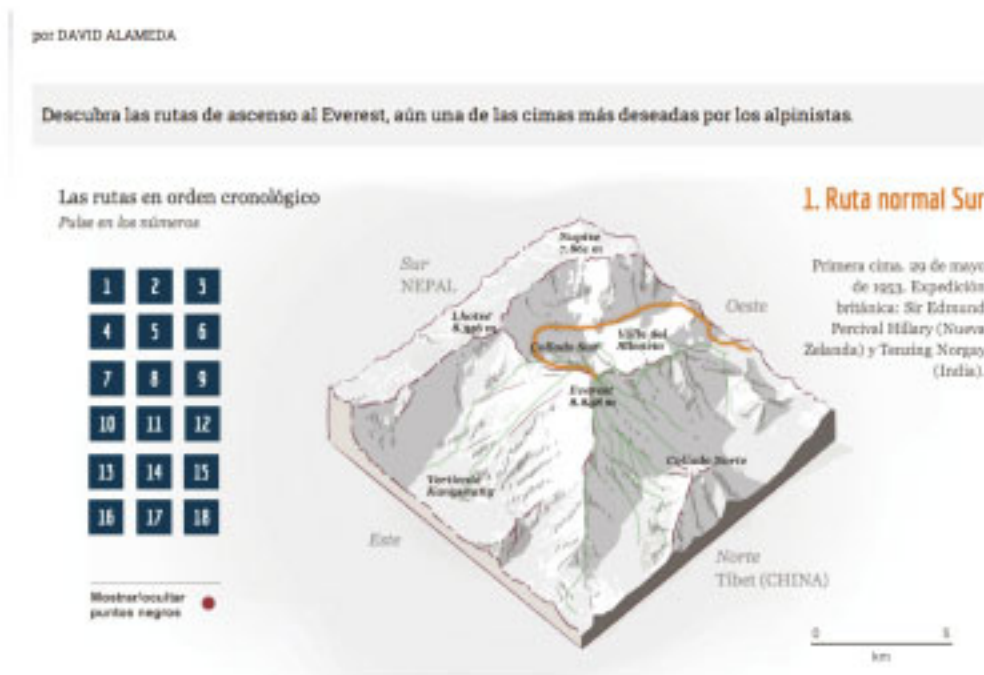 por DAVID ALAMEDA
Descubra las rutas de ascenso al Everest, aún una de las cimas más deseadas por los alpinistas.
Las rutas en orden cronológico
Pulse en los números
1 2 3
4 5 6
7 8 9
10 11 12
13 14 15
16 17 18
Mostrar/ocultar
puntos negros
Sur
NEPAL
Nuptse
Lhotse
Collado Sur
Valle del
Silencio
Oeste
Everest
Collado Norte
Vertiente
Kangshung
Este
Norte
Tíbet (CHINA)
0 5
km
1. Ruta normal Sur
Primera cima. 29 de mayo
de 1953. Expedición
británica: Sir Edmund
Percival Hillary (Nueva
Zelanda) y Tenzing Norgay
(India).